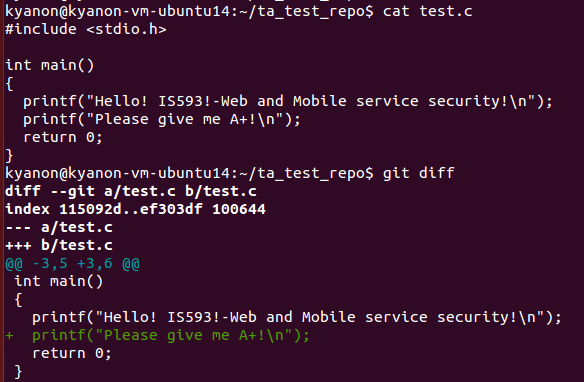 kyanon@kyanon-vm-ubuntu14:~/ta_test_repo$ cat test.c
#include <stdio.h>

int main()
{
  printf("Hello! IS593!-Web and Mobile service security!\n");
  printf("Please give me A+!\n");
  return 0;
}
kyanon@kyanon-vm-ubuntu14:~/ta_test_repo$ git diff
diff --git a/test.c b/test.c
index 115092d..ef303df 100644
--- a/test.c
+++ b/test.c
@@ -3,5 +3,6 @@
 int main()
 {
   printf("Hello! IS593!-Web and Mobile service security!\n");
+  printf("Please give me A+!\n");
   return 0;
 }